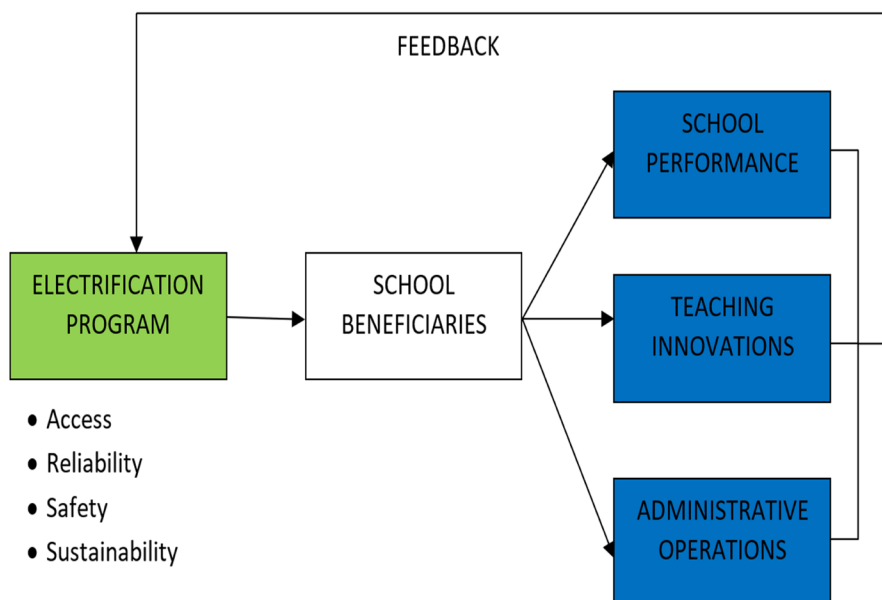 FEEDBACK
SCHOOL
PERFORMANCE
ELECTRIFICATION
PROGRAM
SCHOOL
BENEFICIARIES
TEACHING
INNOVATIONS
• Access
• Reliability
• Safety
• Sustainability
ADMINISTRATIVE
OPERATIONS